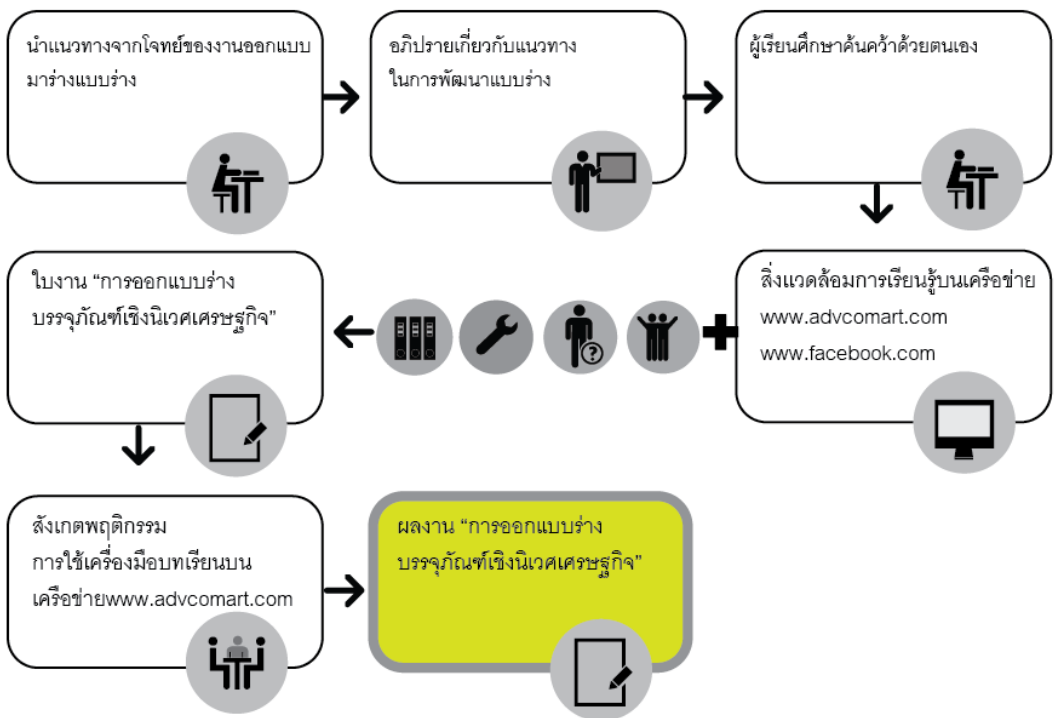 นำแนวทางจากโจทย์ของงานออกแบบ
มาร่างแบบร่าง
อภิปรายเกี่ยวกับแนวทาง
ในการพัฒนาแบบร่าง
ผู้เรียนศึกษาค้นคว้าด้วยตนเอง
สิ่งแวดล้อมการเรียนรู้บนเครือข่าย
www.advcomart.com
www.facebook.com
ใบงาน “การออกแบบร่าง
บรรจุภัณฑ์เชิงนิเวศเศรษฐกิจ”
?
สังเกตพฤติกรรม
การใช้เครื่องมือบทเรียนบน
เครือข่ายwww.advcomart.com
ผลงาน “การออกแบบร่าง
บรรจุภัณฑ์เชิงนิเวศเศรษฐกิจ”